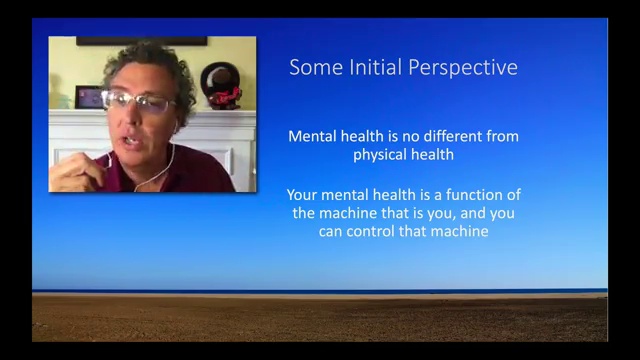 Some Initial Perspective
Mental health is no different from
physical health
Your mental health is a function of
the machine that is you, and you
can control that machine